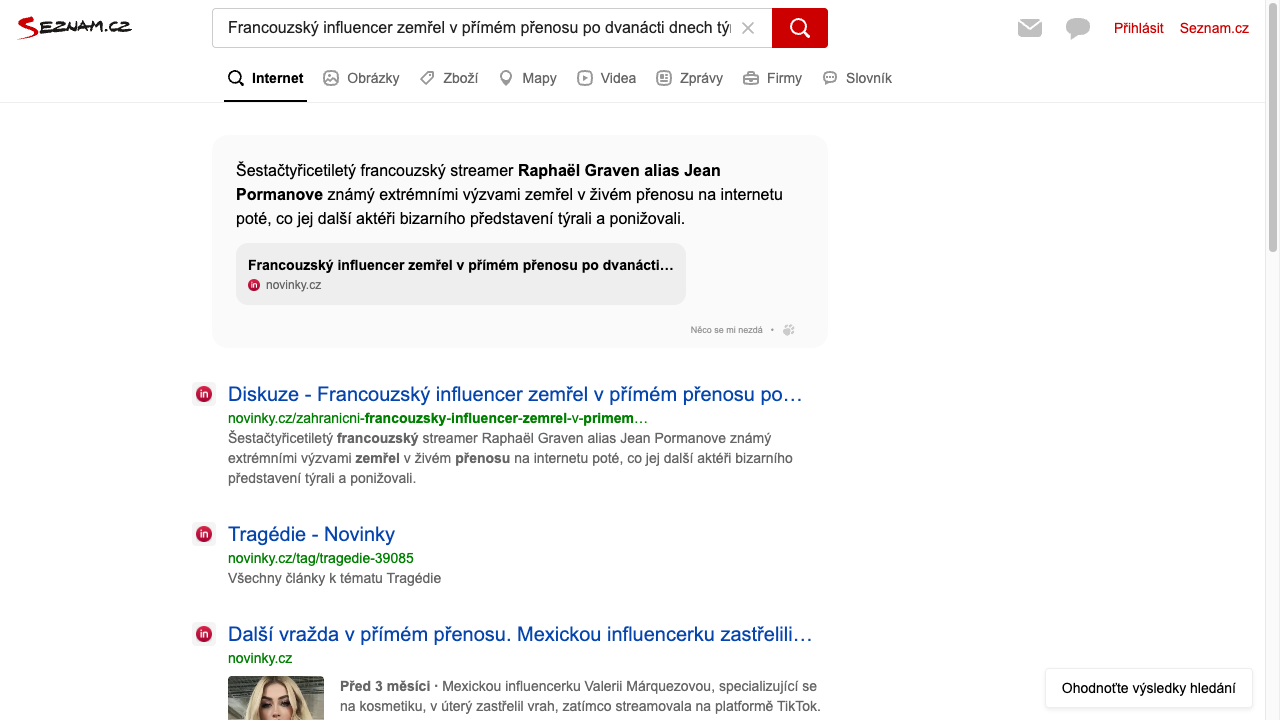 SEZNAM.CZ
Francouzský influencer zemřel v přímém přenosu po dvanácti dnech
Přihlásit
Seznam.cz
Internet
Obrázky
Zboží
Mapy
Videa
Zprávy
Firmy
Slovník
Šestačtyřicetiletý francouzský streamer Raphaël Graven alias Jean
Pormanove známý extrémními výzvami zemřel v živém přenosu na internetu
poté, co jej další aktéři bizarního představení týrali a ponižovali.
Francouzský influencer zemřel v přímém přenosu po dvanácti…
novinky.cz
Něco se mi nezdá •
Diskuze - Francouzský influencer zemřel v přímém přenosu po…
novinky.cz/zahranicni-francouzsky-influencer-zemrel-v-primem…
Šestačtyřicetiletý francouzský streamer Raphaël Graven alias Jean Pormanove známý
extrémními výzvami zemřel v živém přenosu na internetu poté, co jej další aktéři bizarního
představení týrali a ponižovali.
Tragédie - Novinky
novinky.cz/tag/tragedie-39085
Všechny články k tématu Tragédie
Další vražda v přímém přenosu. Mexickou influencerku zastřelili…
novinky.cz
Před 3 měsíci · Mexickou influencerku Valerii Márquezovou, specializující se
na kosmetiku, v úterý zastřelil vrah, zatímco streamovala na platformě TikTok.
Ohodnoťte výsledky hledání